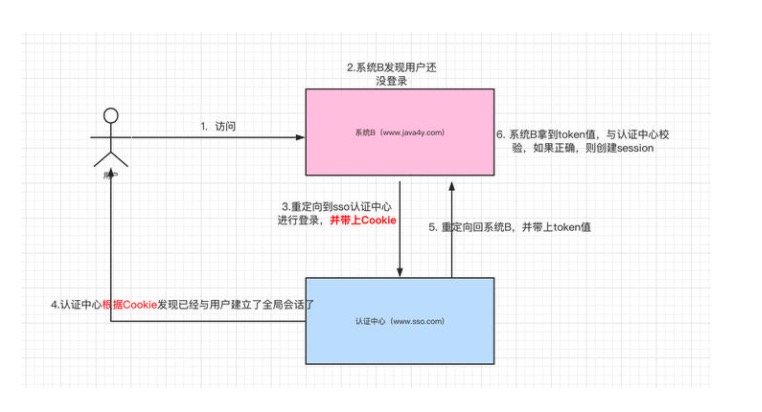 2.系统B发现用户还
没登录
1. 访问
系统B（www.java4y.com）
6. 系统B拿到token值，与认证中心校
验，如果正确，则创建session
用户
3.重定向到sso认证中心
进行登录，并带上Cookie
5. 重定向回系统B，并带上token值
4.认证中心根据Cookie发现已经与用户建立了全局会话了
认证中心（www.sso.com）